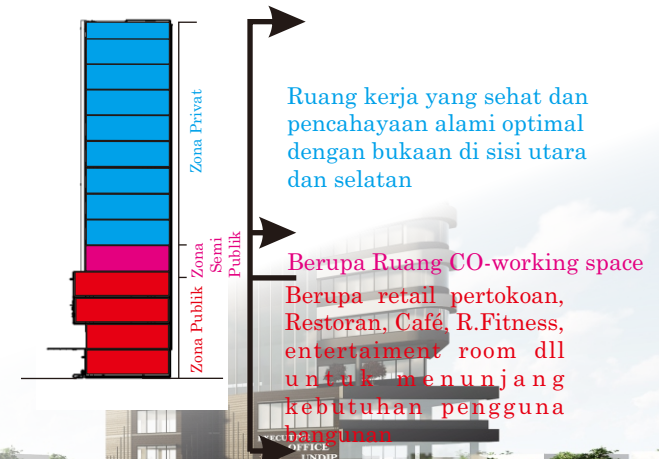 Zona Privat
Zona
Semi
Publik
Zona Publik
Ruang kerja yang sehat dan
pencahayaan alami optimal
dengan bukaan di sisi utara
dan selatan
Berupa Ruang CO-working space
Berupa retail pertokoan,
Restoran, Café, R.Fitness,
entertaiment room dll
untuk menunjang
kebutuhan pengguna
bangunan
EXECUTIVE
OFFICE
UNDIP